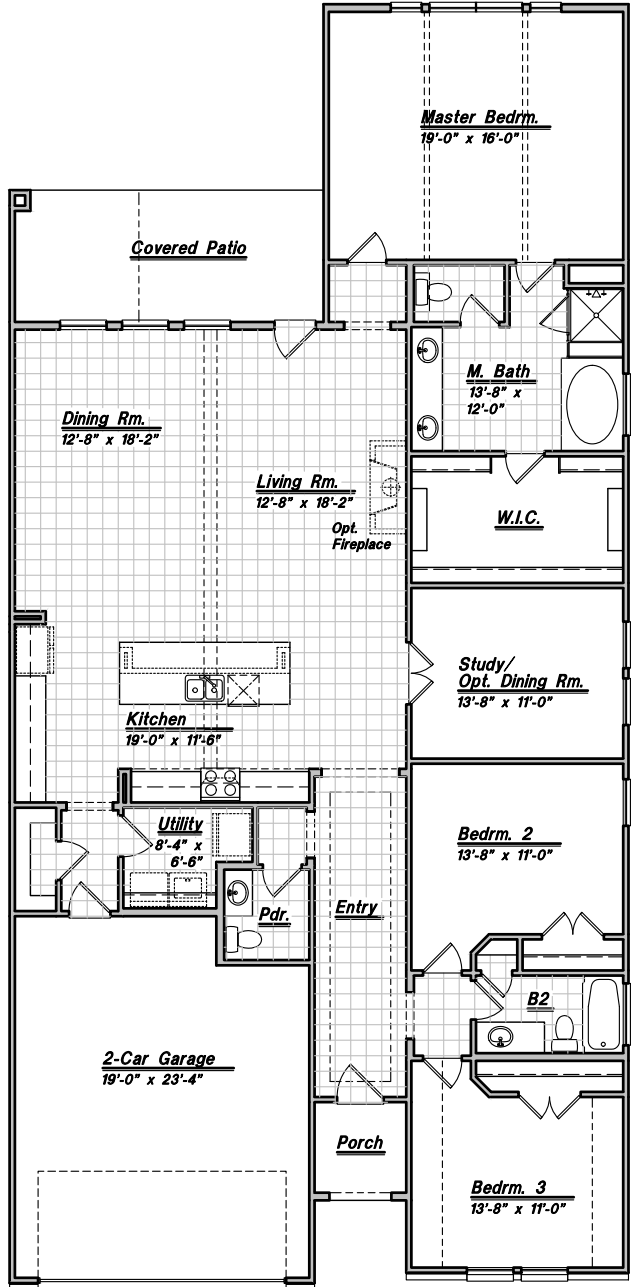 Master Bedrm.
19'-0" x 16'-0"
Covered Patio
M. Bath
13'-8" x
12'-0"
Dining Rm.
12'-8" x 18'-2"
Living Rm.
12'-8" x 18'-2"
Opt.
Fireplace
W.I.C.
Study/
Opt. Dining Rm.
13'-8" x 11'-0"
Kitchen
19'-0" x 11'-6"
Utility
8'-4" x
6'-6"
Bedrm. 2
13'-8" x 11'-0"
Pdr.
Entry
B2
2-Car Garage
19'-0" x 23'-4"
Porch
Bedrm. 3
13'-8" x 11'-0"